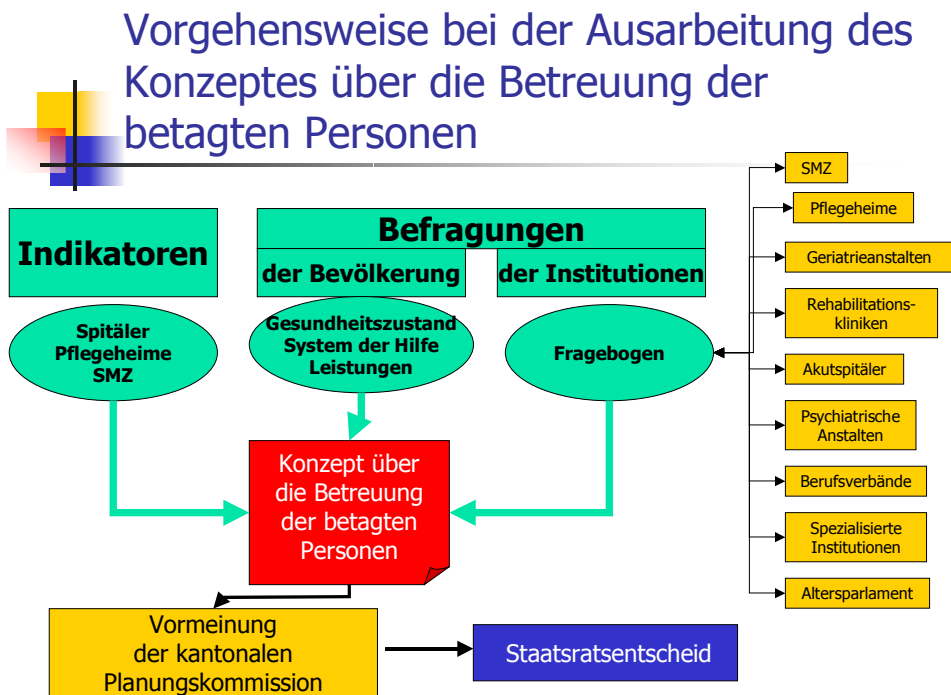 Vorgehensweise bei der Ausarbeitung des
Konzeptes über die Betreuung der
betagten Personen
Indikatoren
Befragungen
der Bevölkerung
der Institutionen
Spitäler
Pflegeheime
SMZ
Gesundheitszustand
System der Hilfe
Leistungen
Fragebogen
SMZ
Pflegeheime
Geriatrieanstalten
Rehabilitations-
kliniken
Akutspitäler
Psychiatrische
Anstalten
Berufsverbände
Spezialisierte
Institutionen
Altersparlament
Konzept über
die Betreuung
der betagten
Personen
Vormeinung
der kantonalen
Planungskommission
Staatsratsentscheid